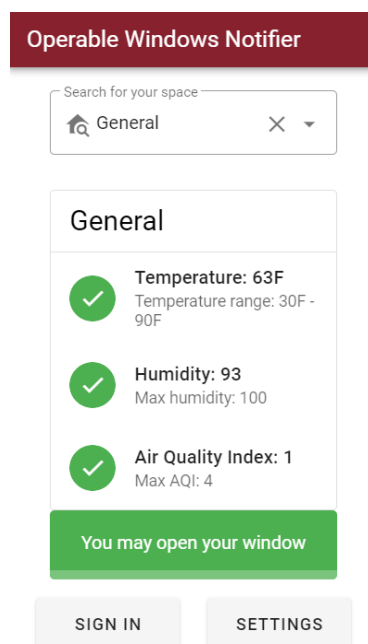 Operable Windows Notifier
Search for your space
General
General
Temperature: 63F
Temperature range: 30F -
90F
Humidity: 93
Max humidity: 100
Air Quality Index: 1
Max AQI: 4
You may open your window
SIGN IN SETTINGS